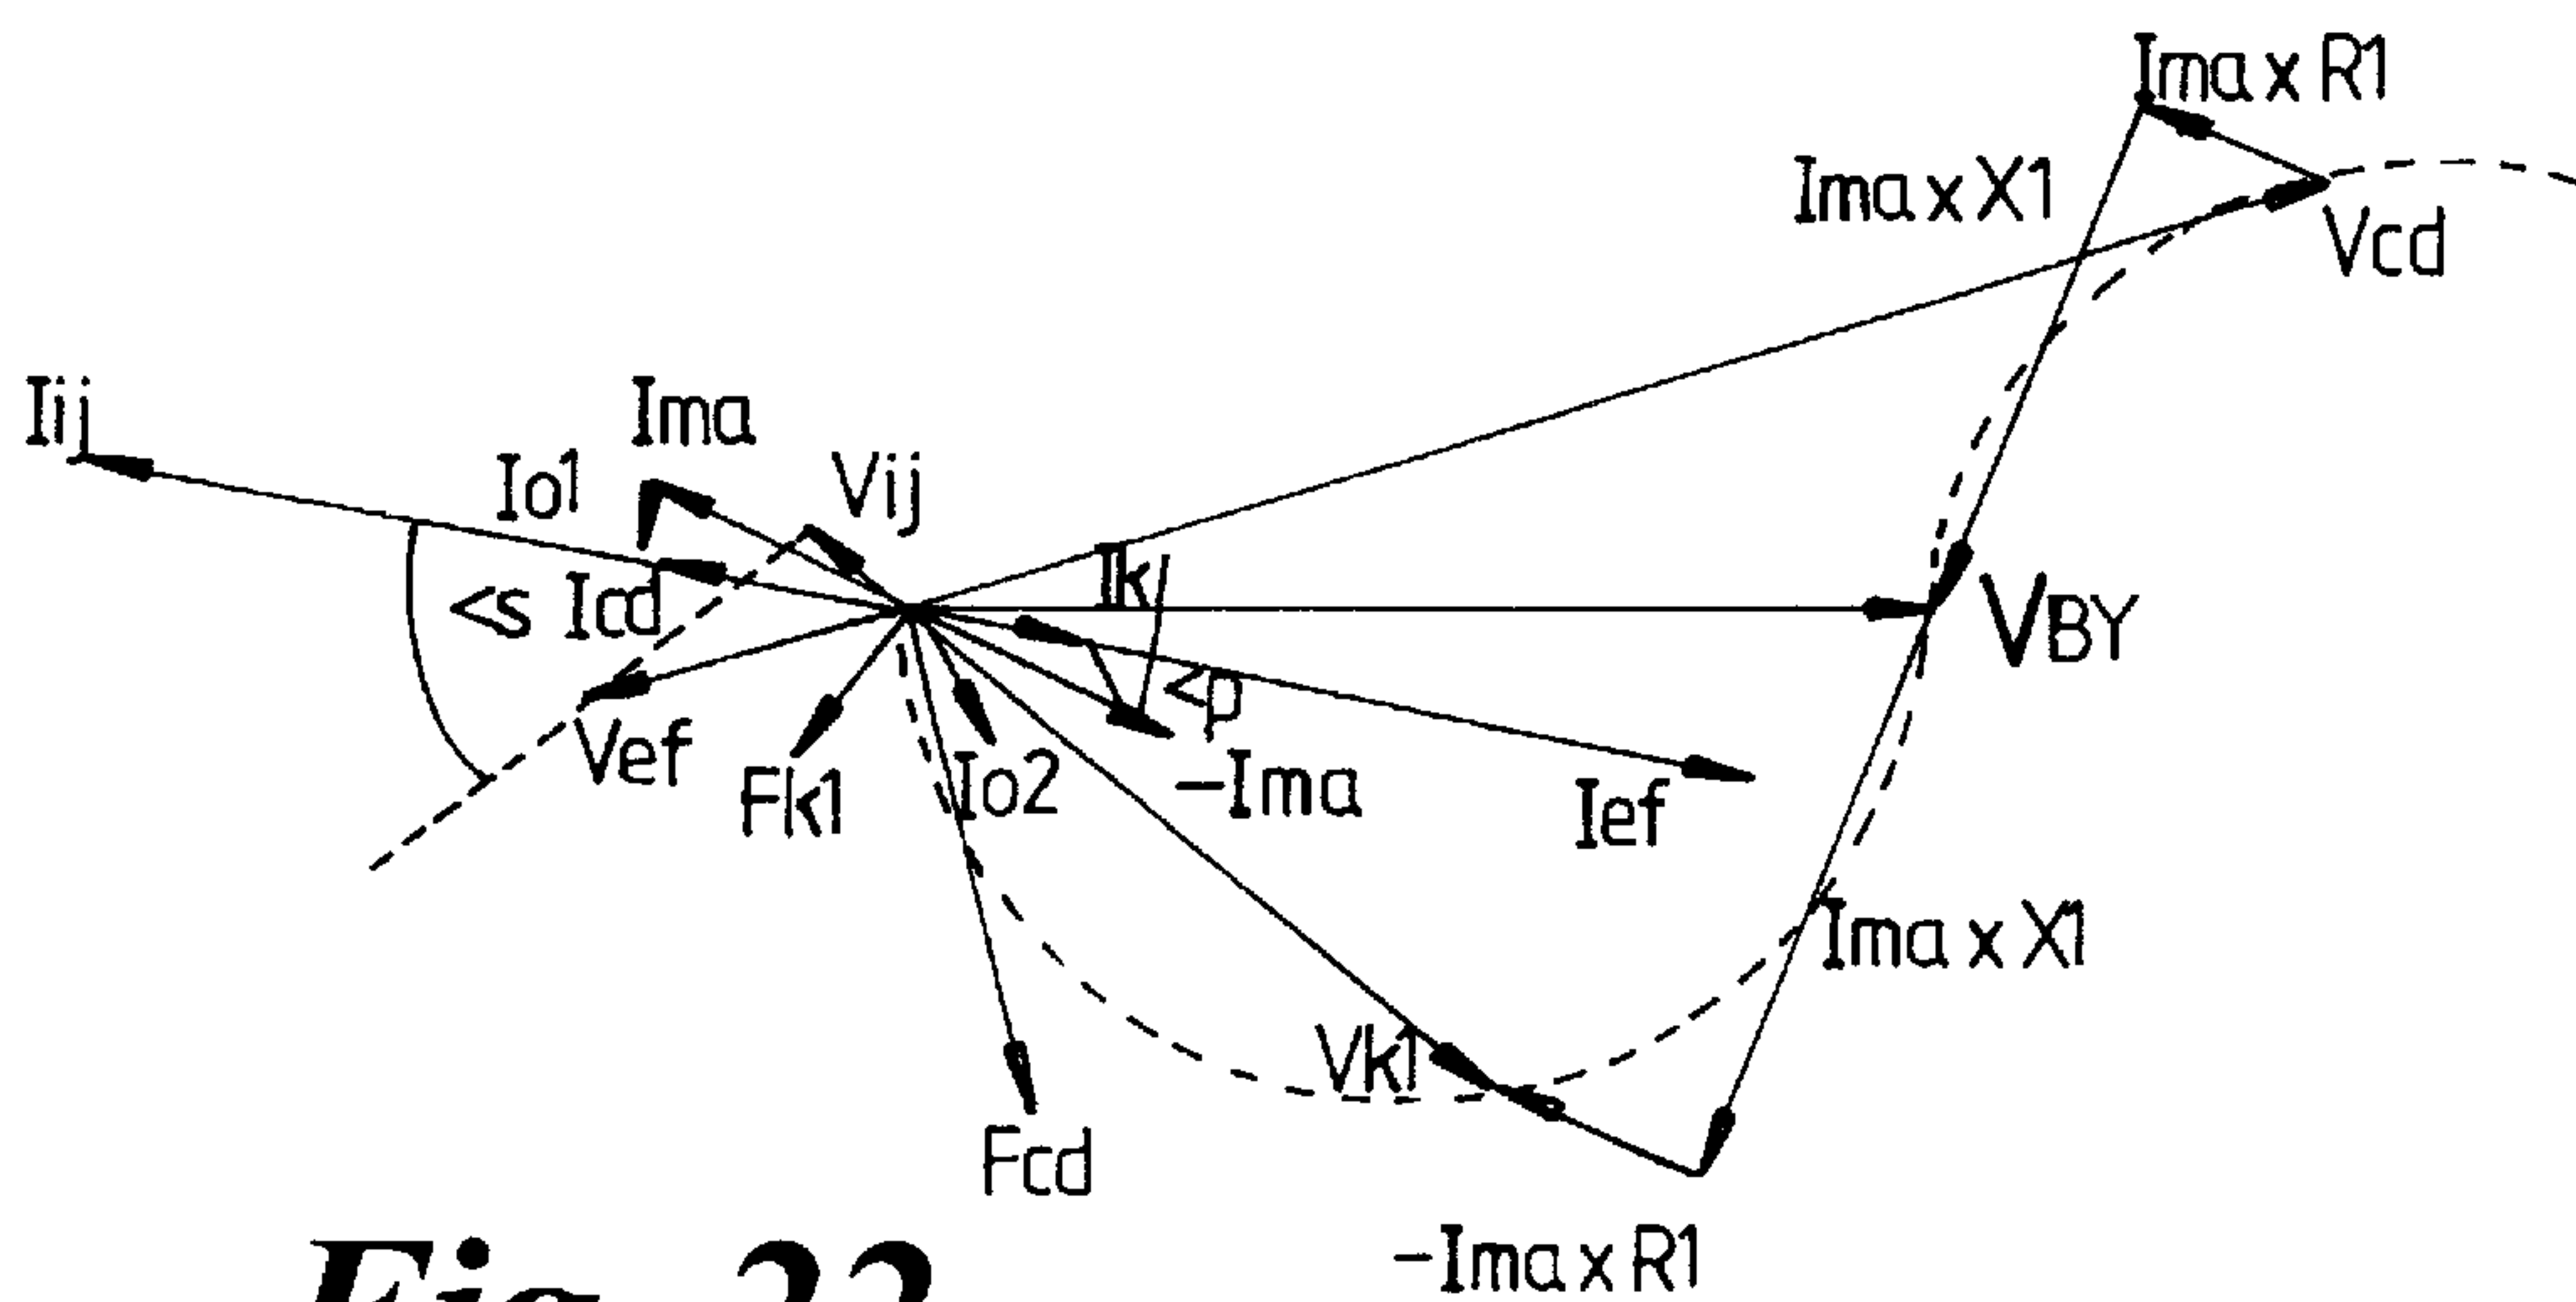 Ima x R1
Ima x X1
Vcd
Iij
Ima
Io1
Vij
Ik
<s
Icd
VBY
<p
Vef
Fk1
Io2
-Ima
Ief
Ima x X1
Vk1
Fcd
-Ima x R1
Fig. 22